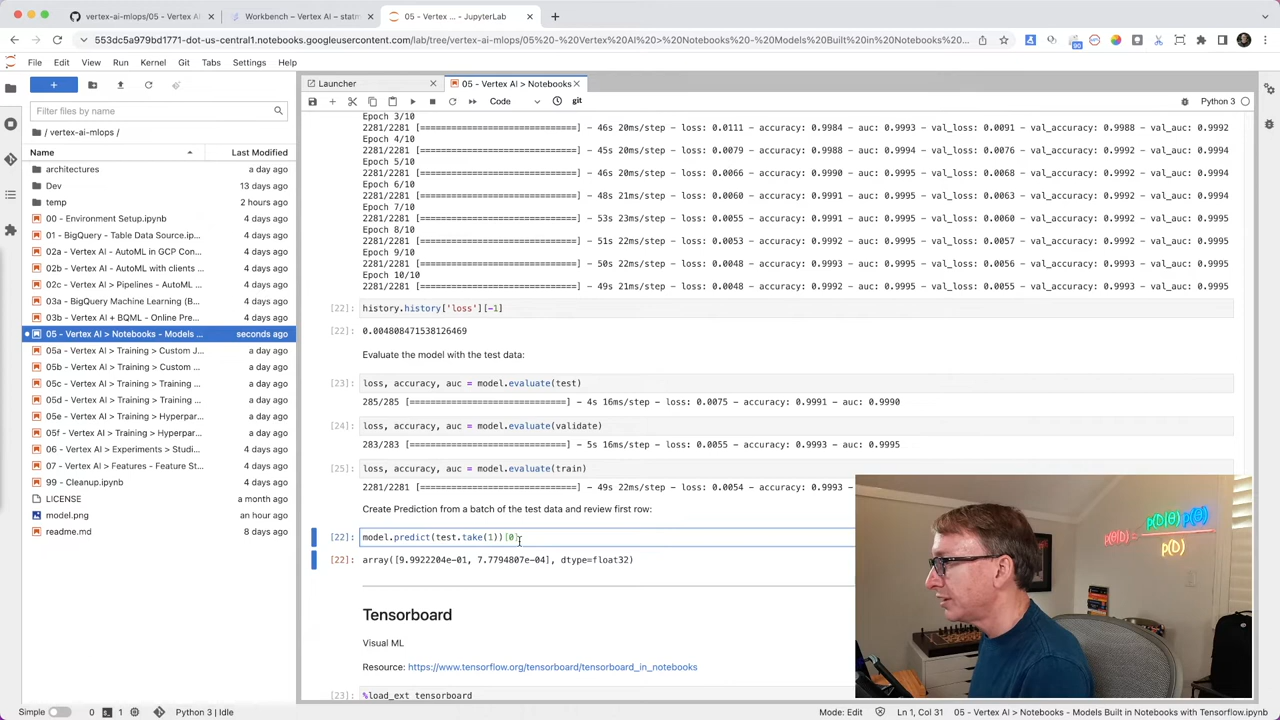 vertex-ai-mlops/05 - Vertex AI
Workbench – Vertex AI – statm
05 - Vertex ... - JupyterLab
553dc5a979bd1771-dot-us-central1.notebooks.googleusercontent.com/lab/tree/vertex-ai-mlops/05%20-%20Vertex%20AI%20>%20Notebooks%20-%20Models%20Built%20in%20Notebooks%20...
File Edit View Run Kernel Git Tabs Settings Help
Launcher
05 - Vertex AI > Notebooks
Code
git
Python 3
Filter files by name
/ vertex-ai-mlops /
Name Last Modified
architectures a day ago
Dev 13 days ago
temp 2 hours ago
00 - Environment Setup.ipynb 4 days ago
01 - BigQuery - Table Data Source.ip... 4 days ago
02a - Vertex AI - AutoML in GCP Con... 4 days ago
02b - Vertex AI - AutoML with clients ... 4 days ago
02c - Vertex AI > Pipelines - AutoML ... 4 days ago
03a - BigQuery Machine Learning (B... 4 days ago
03b - Vertex AI + BQML - Online Pre... 4 days ago
05 - Vertex AI > Notebooks - Models ... seconds ago
05a - Vertex AI > Training > Custom J... a day ago
05b - Vertex AI > Training > Custom ... a day ago
05c - Vertex AI > Training > Training ... a day ago
05d - Vertex AI > Training > Training ... a day ago
05e - Vertex AI > Training > Hyperpar... a day ago
05f - Vertex AI > Training > Hyperpar... a day ago
06 - Vertex AI > Experiments > Studi... 4 days ago
07 - Vertex AI > Features - Feature St... 4 days ago
99 - Cleanup.ipynb 4 days ago
LICENSE a month ago
model.png an hour ago
readme.md a day ago
Epoch 3/10
2281/2281 [==============================] - 46s 20ms/step - loss: 0.0111 - accuracy: 0.9984 - auc: 0.9993 - val_loss: 0.0091 - val_accuracy: 0.9988 - val_auc: 0.9992
Epoch 4/10
2281/2281 [==============================] - 45s 20ms/step - loss: 0.0079 - accuracy: 0.9988 - auc: 0.9994 - val_loss: 0.0076 - val_accuracy: 0.9992 - val_auc: 0.9994
Epoch 5/10
2281/2281 [==============================] - 46s 20ms/step - loss: 0.0066 - accuracy: 0.9990 - auc: 0.9995 - val_loss: 0.0068 - val_accuracy: 0.9992 - val_auc: 0.9994
Epoch 6/10
2281/2281 [==============================] - 48s 21ms/step - loss: 0.0060 - accuracy: 0.9991 - auc: 0.9995 - val_loss: 0.0063 - val_accuracy: 0.9992 - val_auc: 0.9994
Epoch 7/10
2281/2281 [==============================] - 53s 23ms/step - loss: 0.0055 - accuracy: 0.9991 - auc: 0.9995 - val_loss: 0.0060 - val_accuracy: 0.9992 - val_auc: 0.9995
Epoch 8/10
2281/2281 [==============================] - 51s 22ms/step - loss: 0.0053 - accuracy: 0.9992 - auc: 0.9995 - val_loss: 0.0057 - val_accuracy: 0.9992 - val_auc: 0.9995
Epoch 9/10
2281/2281 [==============================] - 50s 22ms/step - loss: 0.0048 - accuracy: 0.9993 - auc: 0.9995 - val_loss: 0.0056 - val_accuracy: 0.9993 - val_auc: 0.9995
Epoch 10/10
2281/2281 [==============================] - 49s 21ms/step - loss: 0.0048 - accuracy: 0.9993 - auc: 0.9995 - val_loss: 0.0055 - val_accuracy: 0.9993 - val_auc: 0.9995
[22]: history.history['loss'][-1]
[22]: 0.004808471538126469
Evaluate the model with the test data:
[23]: loss, accuracy, auc = model.evaluate(test)
285/285 [==============================] - 4s 16ms/step - loss: 0.0075 - accuracy: 0.9991 - auc: 0.9990
[24]: loss, accuracy, auc = model.evaluate(validate)
283/283 [==============================] - 5s 16ms/step - loss: 0.0055 - accuracy: 0.9993 - auc: 0.9995
[25]: loss, accuracy, auc = model.evaluate(train)
2281/2281 [==============================] - 49s 22ms/step - loss: 0.0054 - accuracy: 0.9993 -
Create Prediction from a batch of the test data and review first row:
[22]: model.predict(test.take(1))[0]
[22]: array([9.9922204e-01, 7.7794807e-04], dtype=float32)
Tensorboard
Visual ML
Resource: https://www.tensorflow.org/tensorboard/tensorboard_in_notebooks
[23]: %load_ext tensorboard
p(θ|D) = p(D|θ) p(θ)
p(D)
Simple 0 1 Python 3 | Idle Mode: Edit Ln 1, Col 31 05 - Vertex AI > Notebooks - Models Built in Notebooks with Tensorflow.ipynb